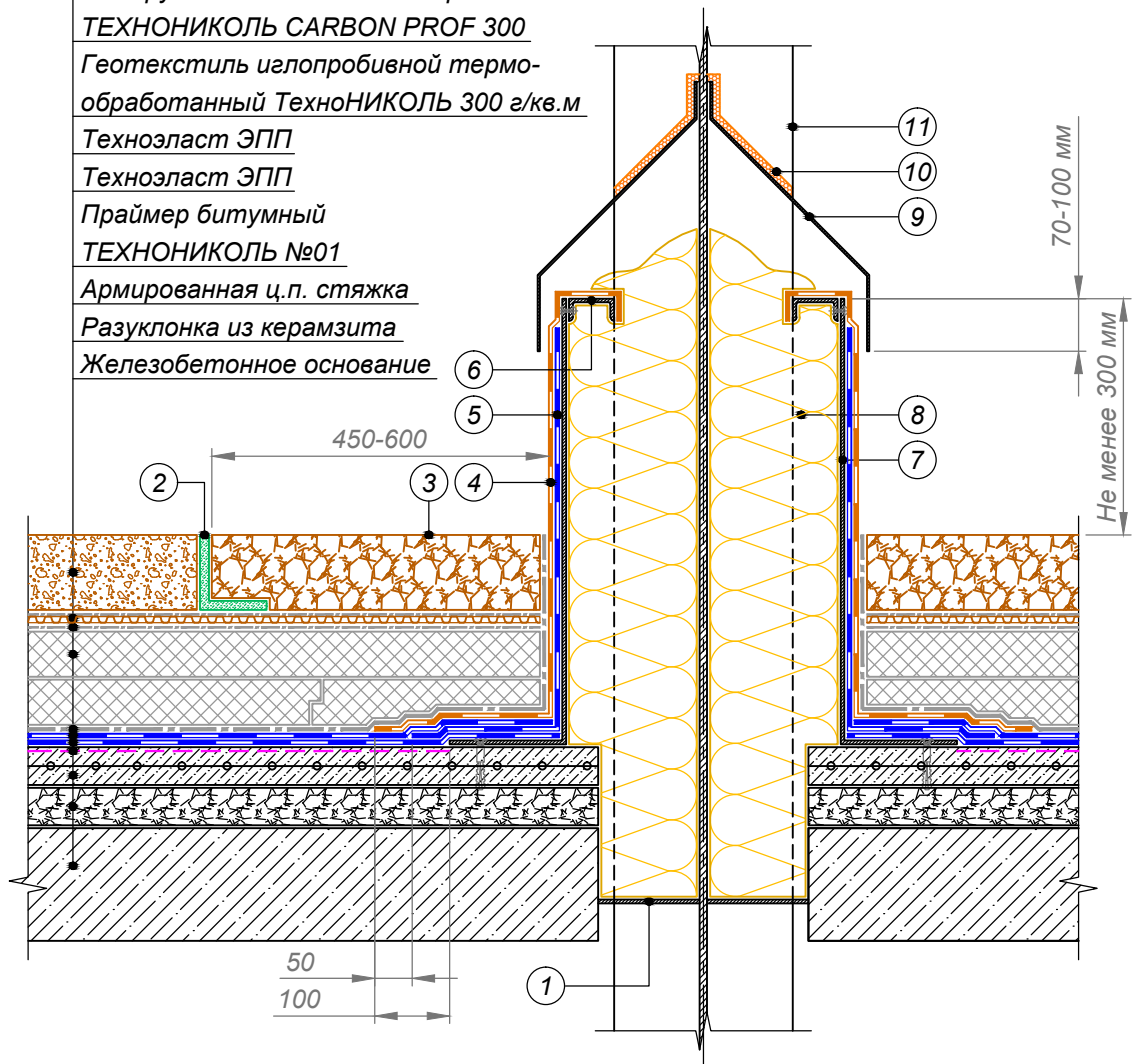 ТЕХНОНИКОЛЬ CARBON PROF 300
Геотекстиль иглопробивной термо-
обработанный ТехноНИКОЛЬ 300 г/кв.м
Техноэласт ЭПП
Техноэласт ЭПП
Праймер битумный
ТЕХНОНИКОЛЬ №01
Армированная ц.п. стяжка
Разуклонка из керамзита
Железобетонное основание
11
10
9
70-100 мм
6
5
8
7
Не менее 300 мм
450-600
2
3
4
50
100
1